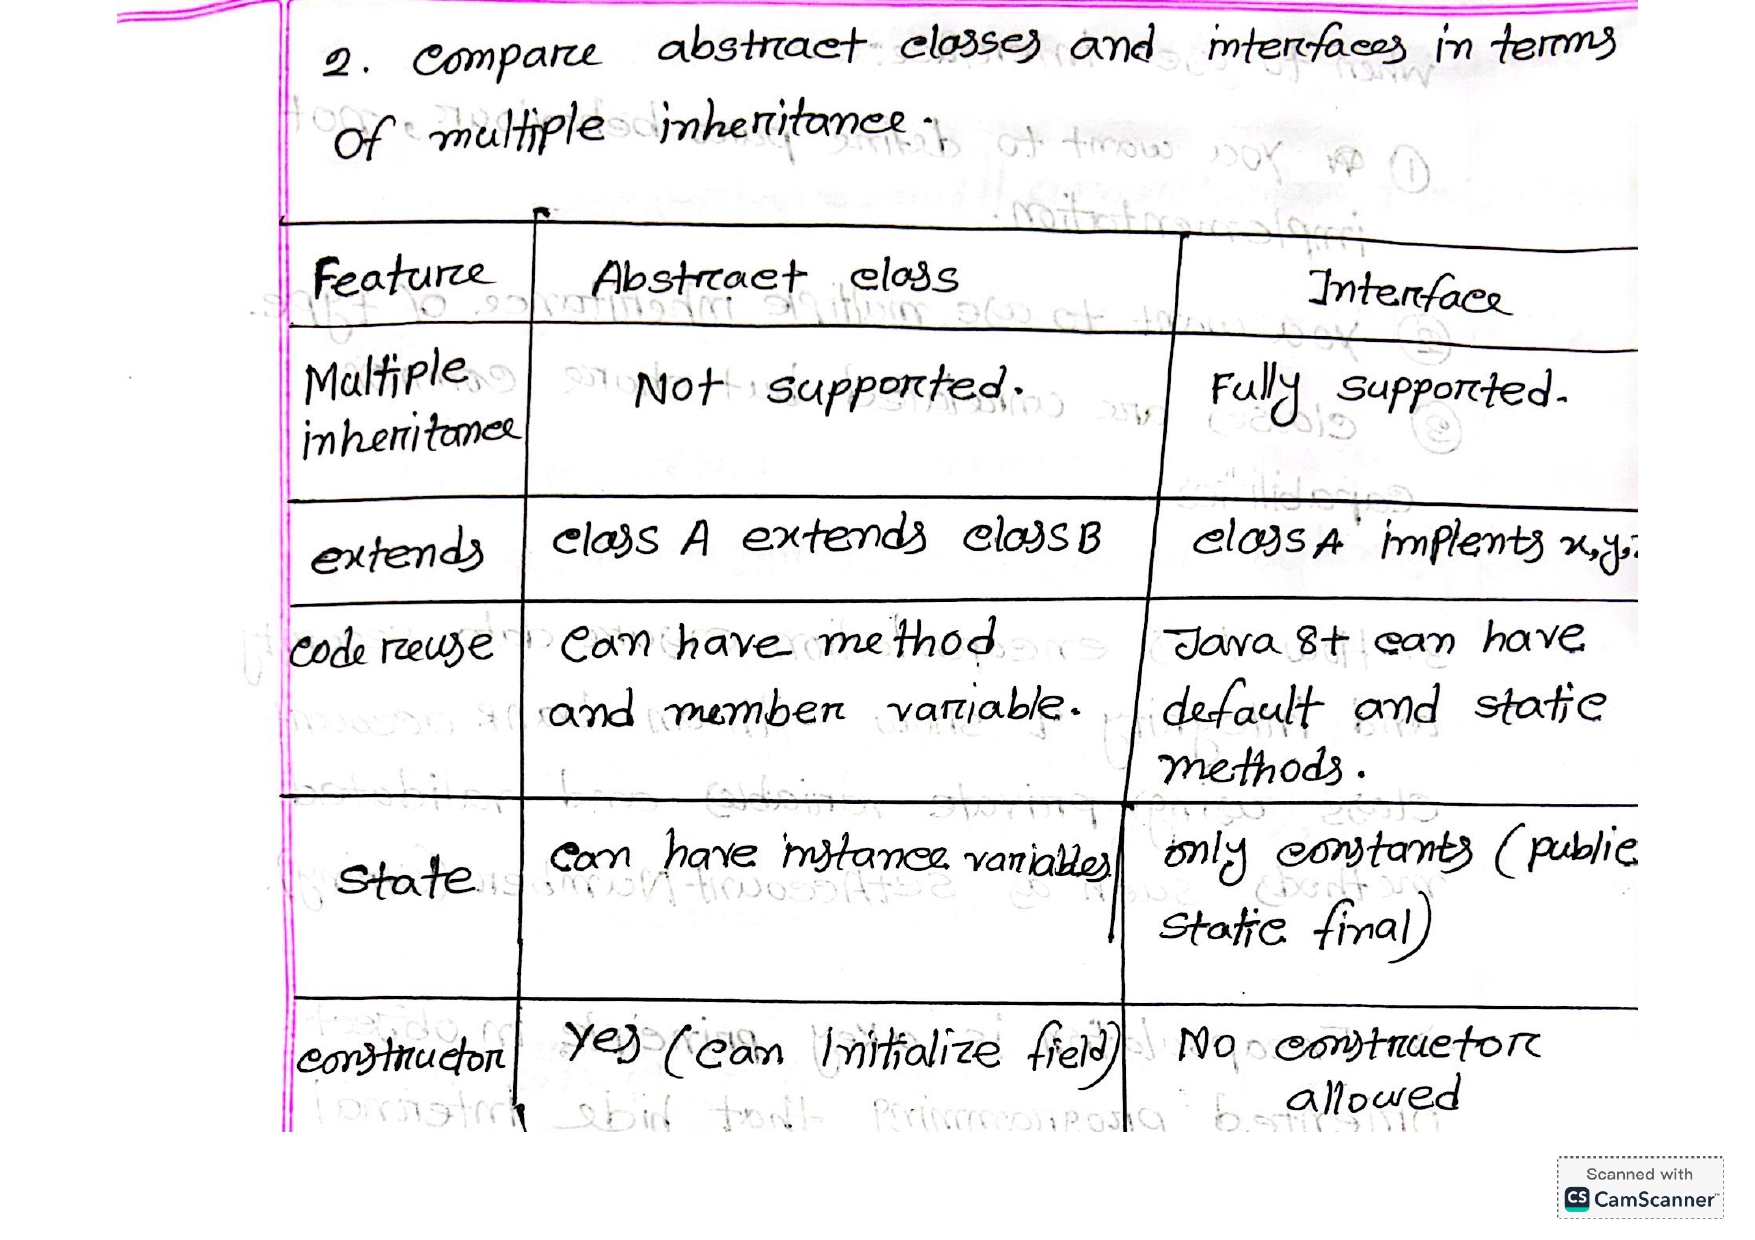 2. compare abstract classes and interfaces in terms
of multiple inheritance.
Feature Abstract class Interface
Multiple inheritance Not supported. Fully supported.
extends class A extends class B class A implents x,y,
code reuse can have method and member variable. Java 8+ can have default and static methods.
state can have instance variables only constants (public static final)
constructor Yes (can Initialize field) No constructor allowed
Scanned with
CS CamScanner